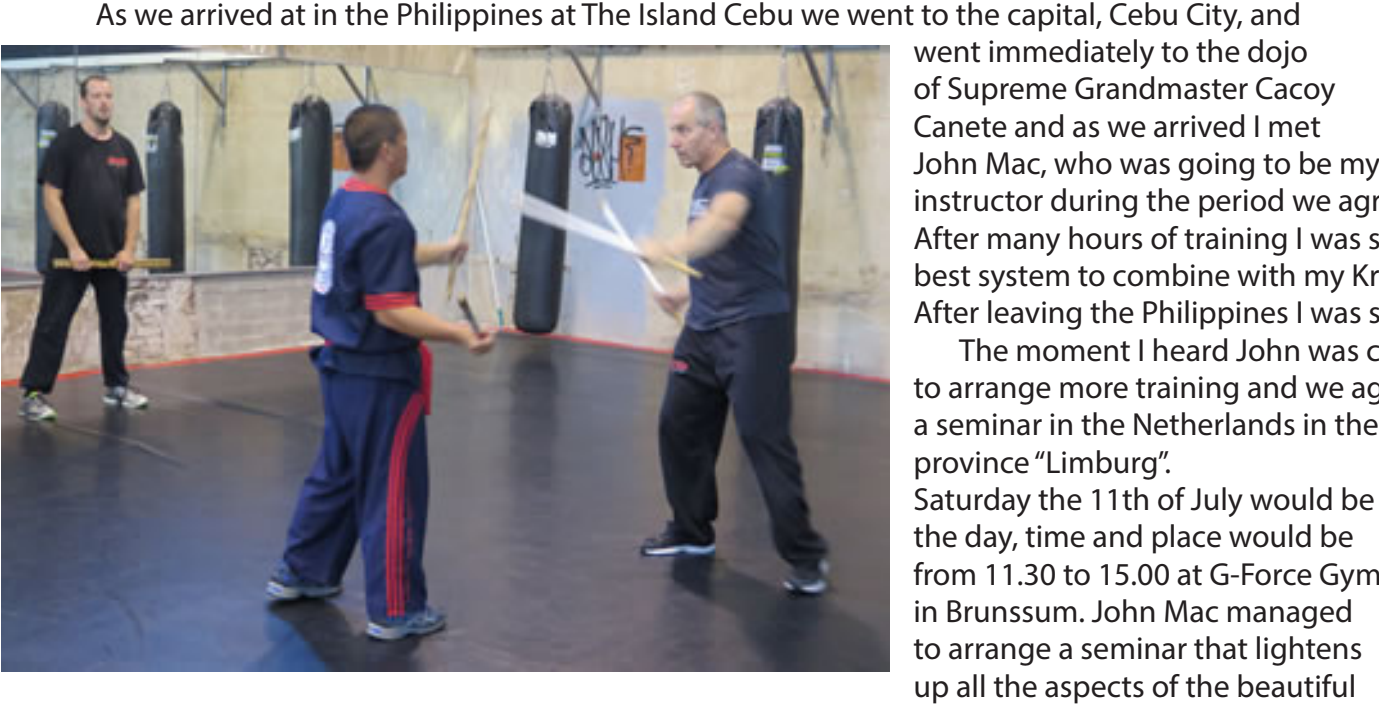 As we arrived at in the Philippines at The Island Cebu we went to the capital, Cebu City, and
went immediately to the dojo
of Supreme Grandmaster Cacoy
Canete and as we arrived I met
John Mac, who was going to be my
instructor during the period we
After many hours of training I was
best system to combine with my
After leaving the Philippines I was
The moment I heard John was
to arrange more training and we
a seminar in the Netherlands in the
province “Limburg”.
Saturday the 11th of July would be
the day, time and place would be
from 11.30 to 15.00 at G-Force Gym
in Brunssum. John Mac managed
to arrange a seminar that lightens
up all the aspects of the beautiful